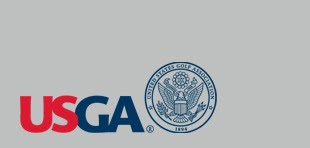 USGA®
UNITED STATES GOLF ASSOCIATION
1894